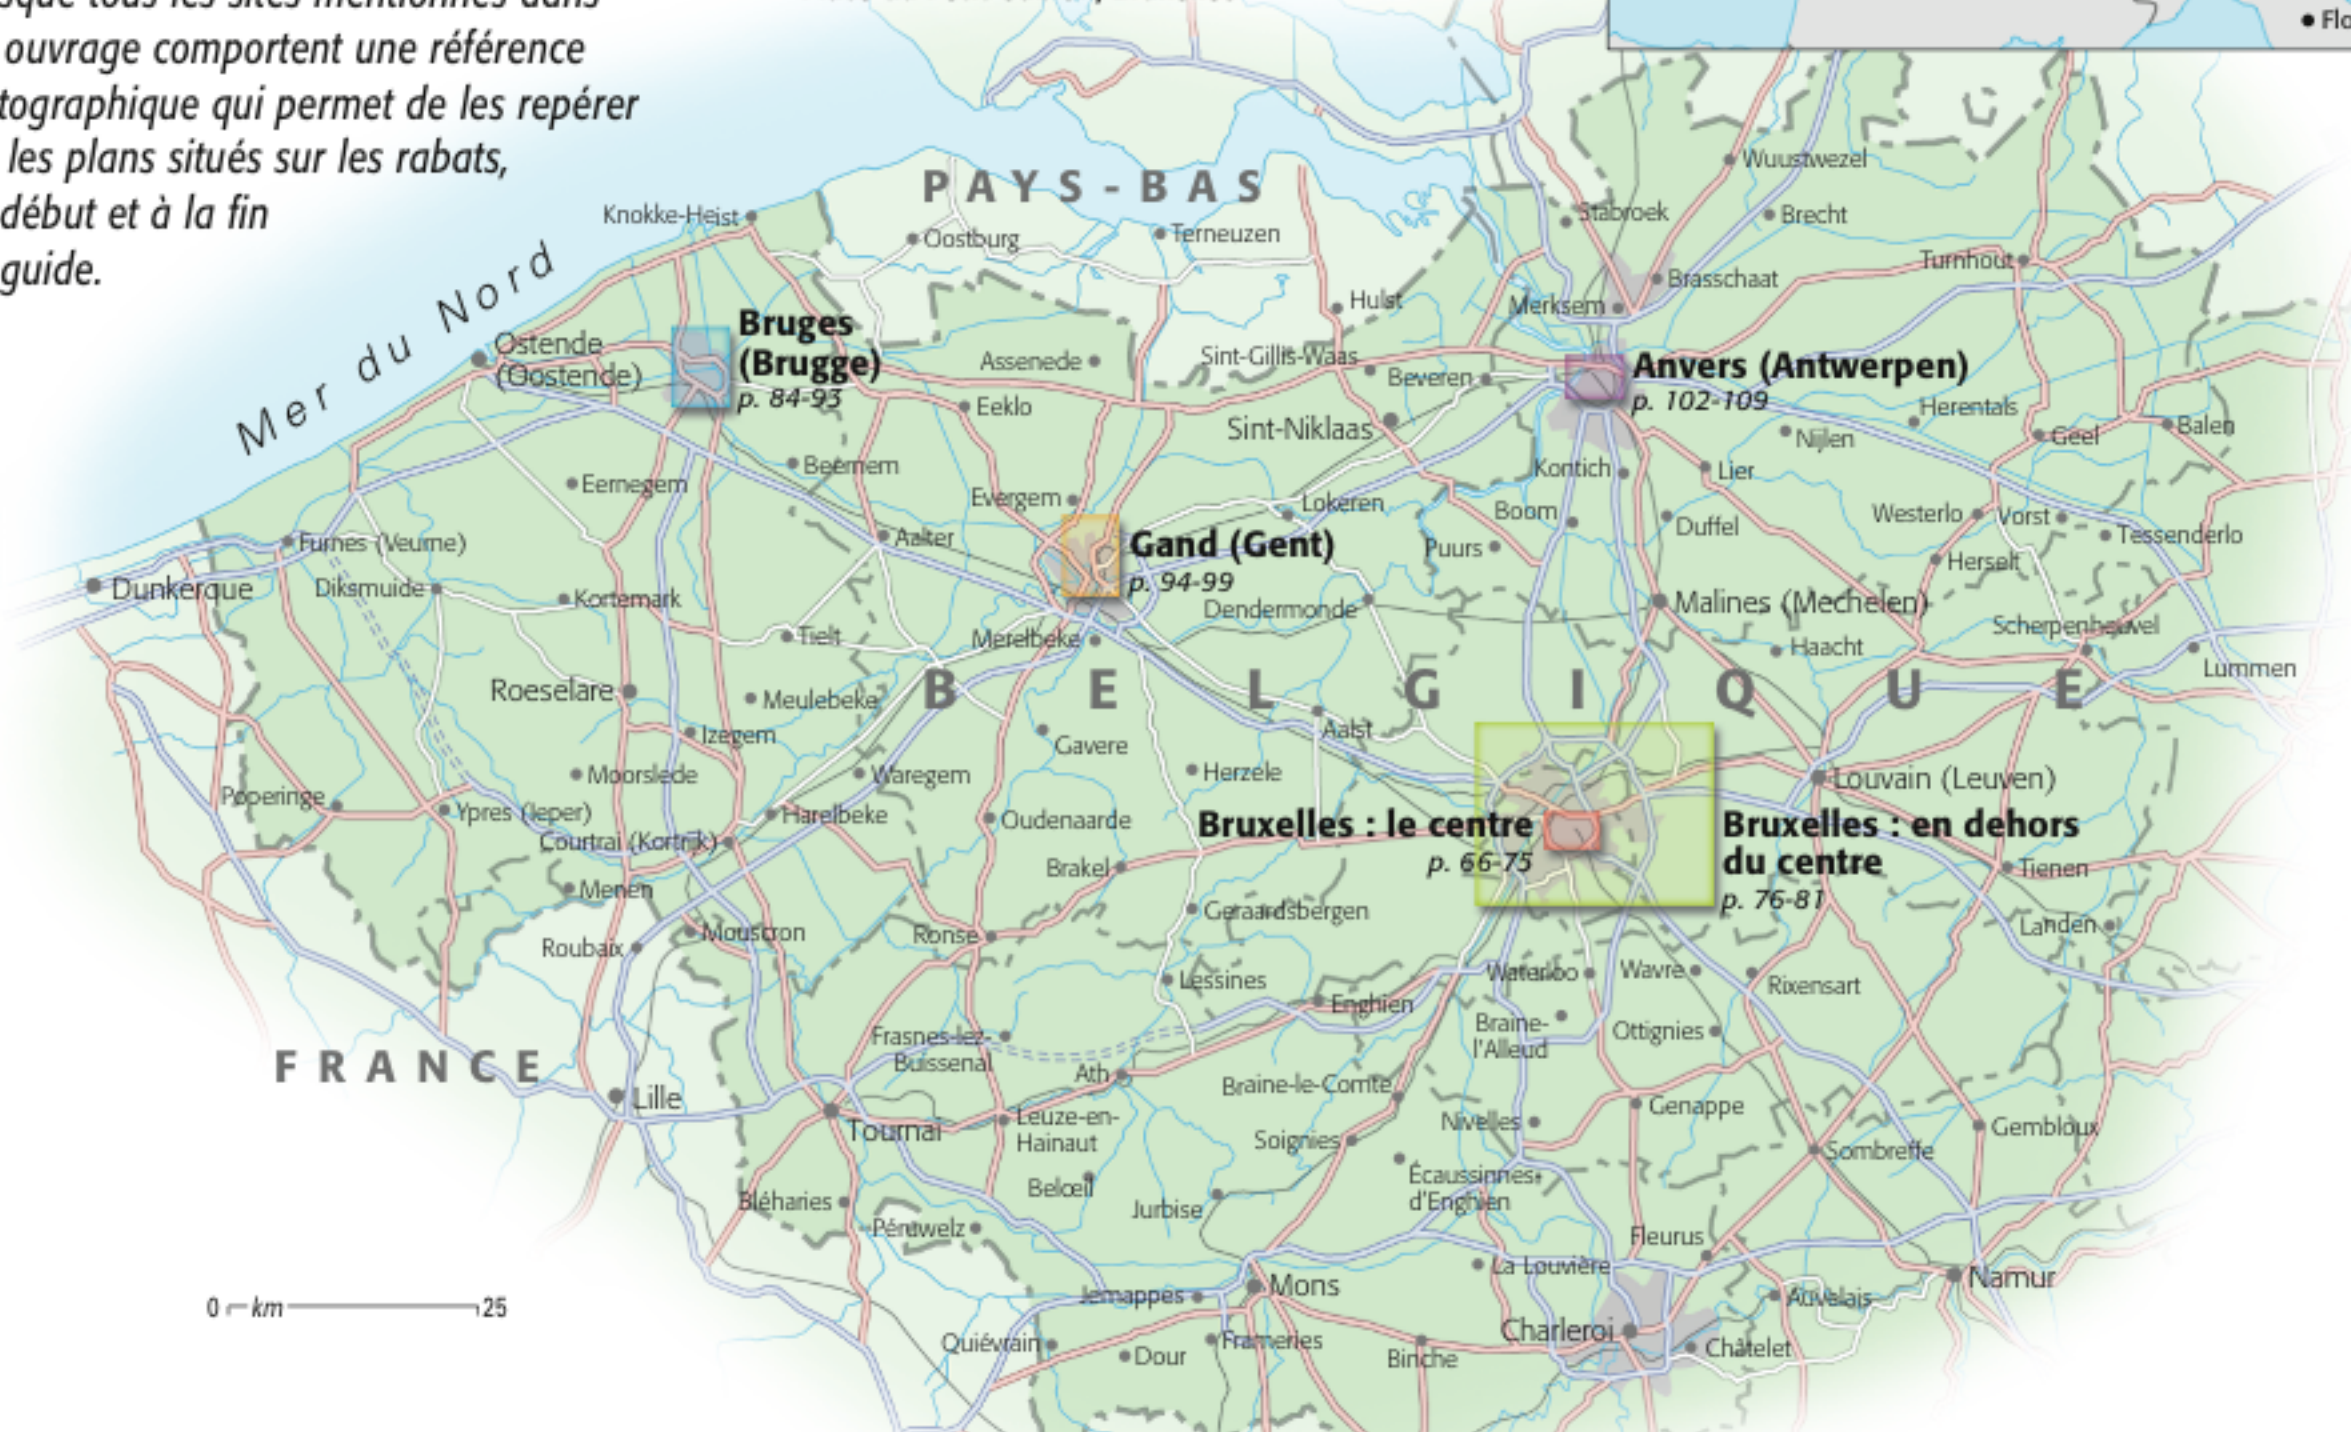 sque tous les sites mentionnés dans
ouvrage comportent une référence
tographique qui permet de les repérer
les plans situés sur les rabats,
début et à la fin
guide.
Flo
PAYS-BAS
Mer du Nord
Knokke-Heist
Oostburg
Terneuzen
Hulst
Wuustwezel
Stabroek
Brecht
Turnhout
Brasschaat
Merksem
Ostende
(Oostende)
Bruges
(Brugge)
p. 84-93
Assenede
Eeklo
Sint-Gillis-Waas
Beveren
Sint-Niklaas
Anvers (Antwerpen)
p. 102-109
Herentals
Nijlen
Geel
Balen
Eernegem
Beernem
Evergem
Lokeren
Kontich
Lier
Boom
Duffel
Westerlo
Vorst
Tessenderlo
Furnes (Veurne)
Aalter
Gand (Gent)
p. 94-99
Puurs
Herselt
Dunkerque
Diksmuide
Kortemark
Dendermonde
Malines (Mechelen)
Tielt
Merelbeke
Haacht
Scherpenheuvel
Lummen
BELGIQUE
Roeselare
Meulebeke
Izegem
Gavere
Aalst
Moorslede
Waregem
Herzele
Louvain (Leuven)
Poperinge
Ypres (Ieper)
Harelbeke
Oudenaarde
Bruxelles : le centre
p. 66-75
Bruxelles : en dehors
du centre
p. 76-81
Courtrai (Kortrijk)
Brakel
Tienen
Menen
Geraardsbergen
Landen
Roubaix
Mouscron
Ronse
Lessines
Enghien
Waterloo
Wavre
Rixensart
Frasnes-lez-
Buissenal
Braine-
l'Alleud
Ottignies
FRANCE
Ath
Braine-le-Comte
Lille
Tournai
Leuze-en-
Hainaut
Soignies
Nivelles
Genappe
Gembloux
Sombreffe
Belœil
Écaussinnes-
d'Enghien
Bléharies
Jurbise
Péruwelz
Fleurus
La Louvière
Namur
Jemappes
Mons
Auvelais
0 km 25
Quiévrain
Dour
Frameries
Binche
Charleroi
Châtelet